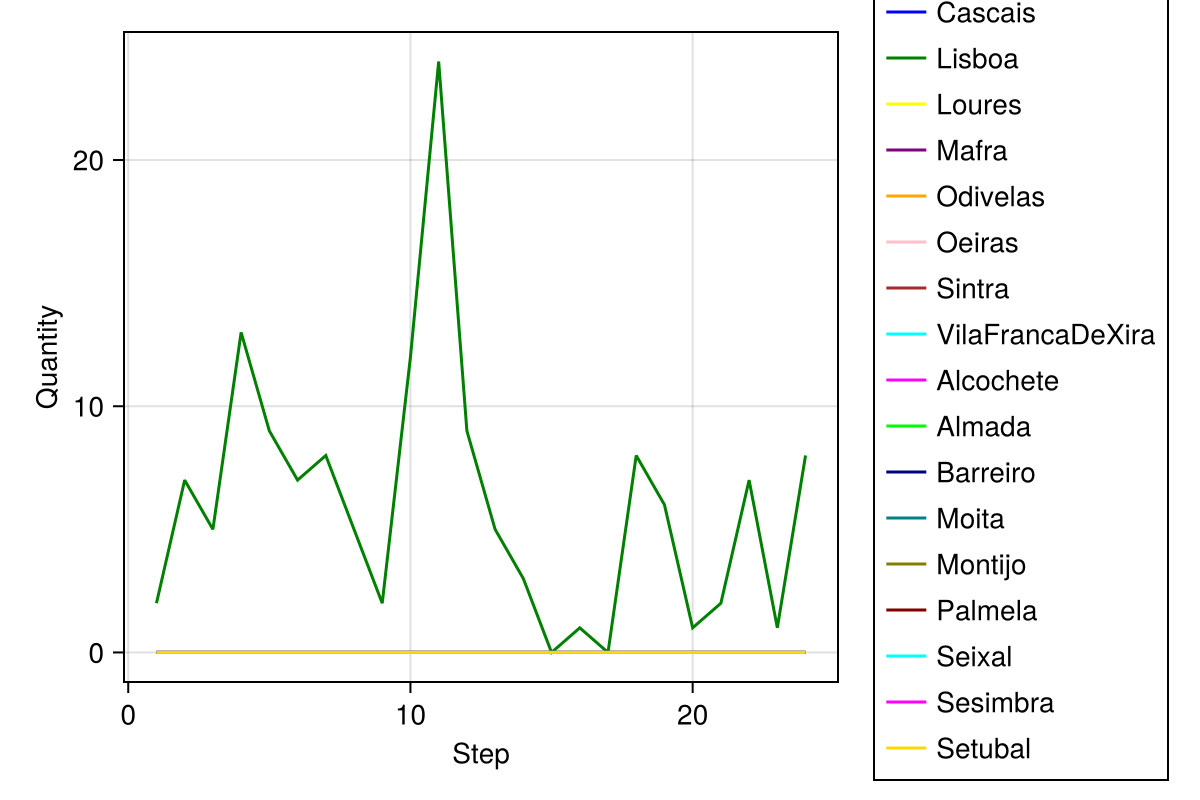 Cascais
Lisboa
Loures
Mafra
Odivelas
Oeiras
Sintra
VilaFrancaDeXira
Alcochete
Almada
Barreiro
Moita
Montijo
Palmela
Seixal
Sesimbra
Setubal
Quantity
20
10
0
0 10 20
Step